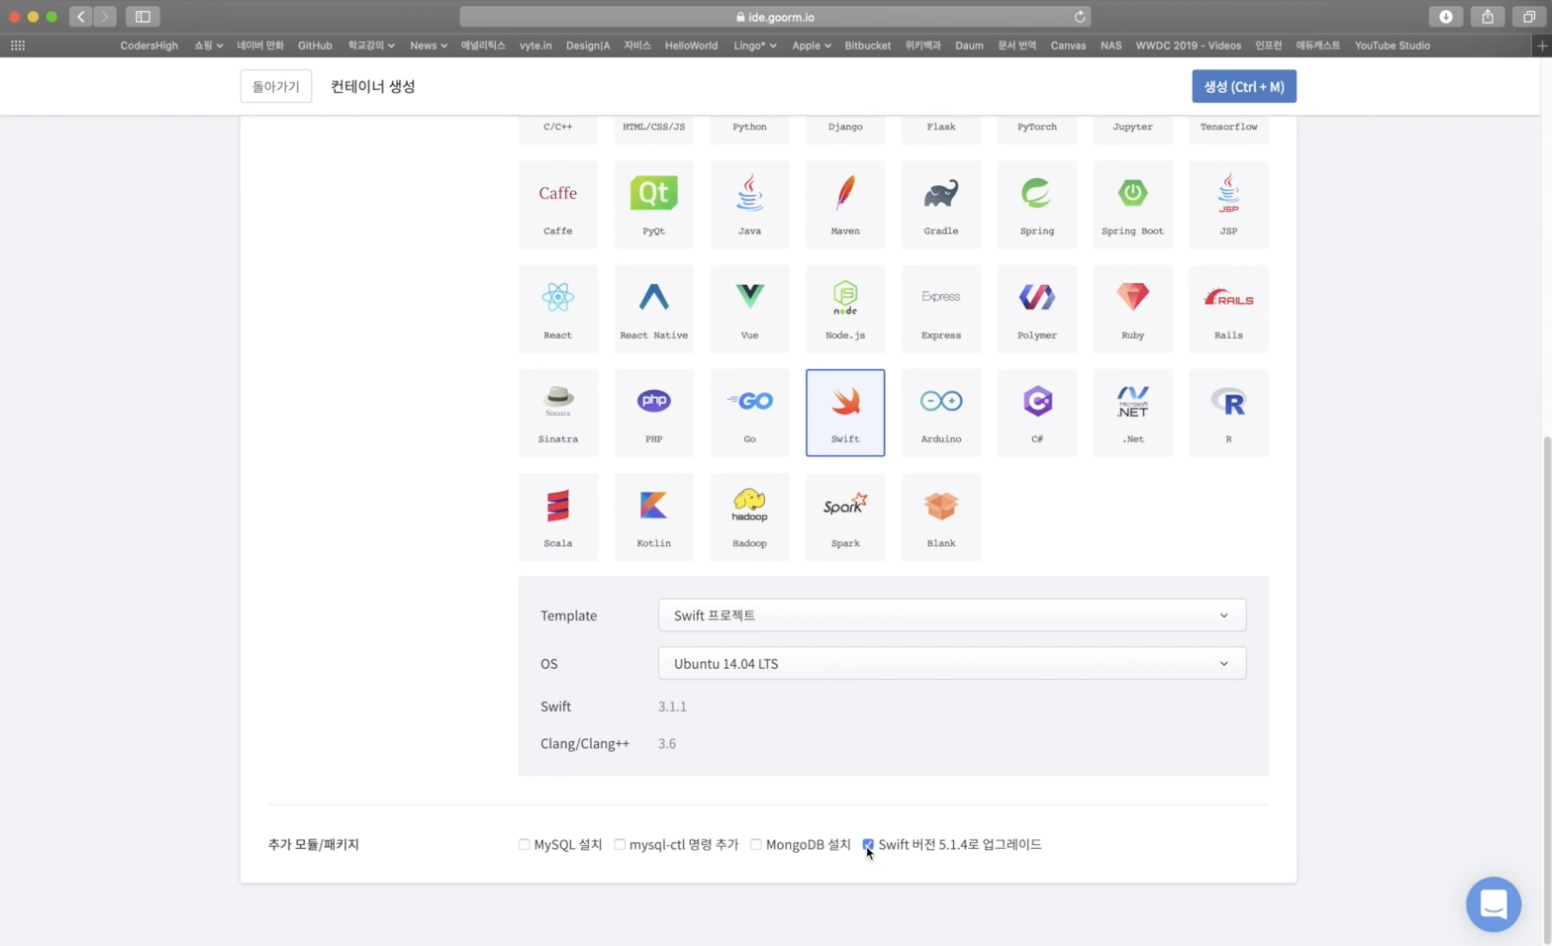 ide.goorm.io
CodersHigh 쇼핑 네이버 만화 GitHub 학교강의 News 애널리틱스 vyte.in Design|A 자비스 HelloWorld Lingo* Apple Bitbucket 위키백과 Daum 문서 번역 Canvas NAS WWDC 2019 - Videos 인프런 에듀캐스트 YouTube Studio
돌아가기 컨테이너 생성 생성 (Ctrl + M)
C/C++ HTML/CSS/JS Python Django Flask PyTorch Jupyter Tensorflow
Caffe Qt JSP
Caffe PyQt Java Maven Gradle Spring Spring Boot JSP
node Express RAILS
React React Native Vue Node.js Express Polymer Ruby Rails
Sinatra php GO Microsoft .NET R
Sinatra PHP Go Swift Arduino C# .Net R
hadoop Spark
Scala Kotlin Hadoop Spark Blank
Template Swift 프로젝트
OS Ubuntu 14.04 LTS
Swift 3.1.1
Clang/Clang++ 3.6
추가 모듈/패키지 MySQL 설치 mysql-ctl 명령 추가 MongoDB 설치 Swift 버전 5.1.4로 업그레이드